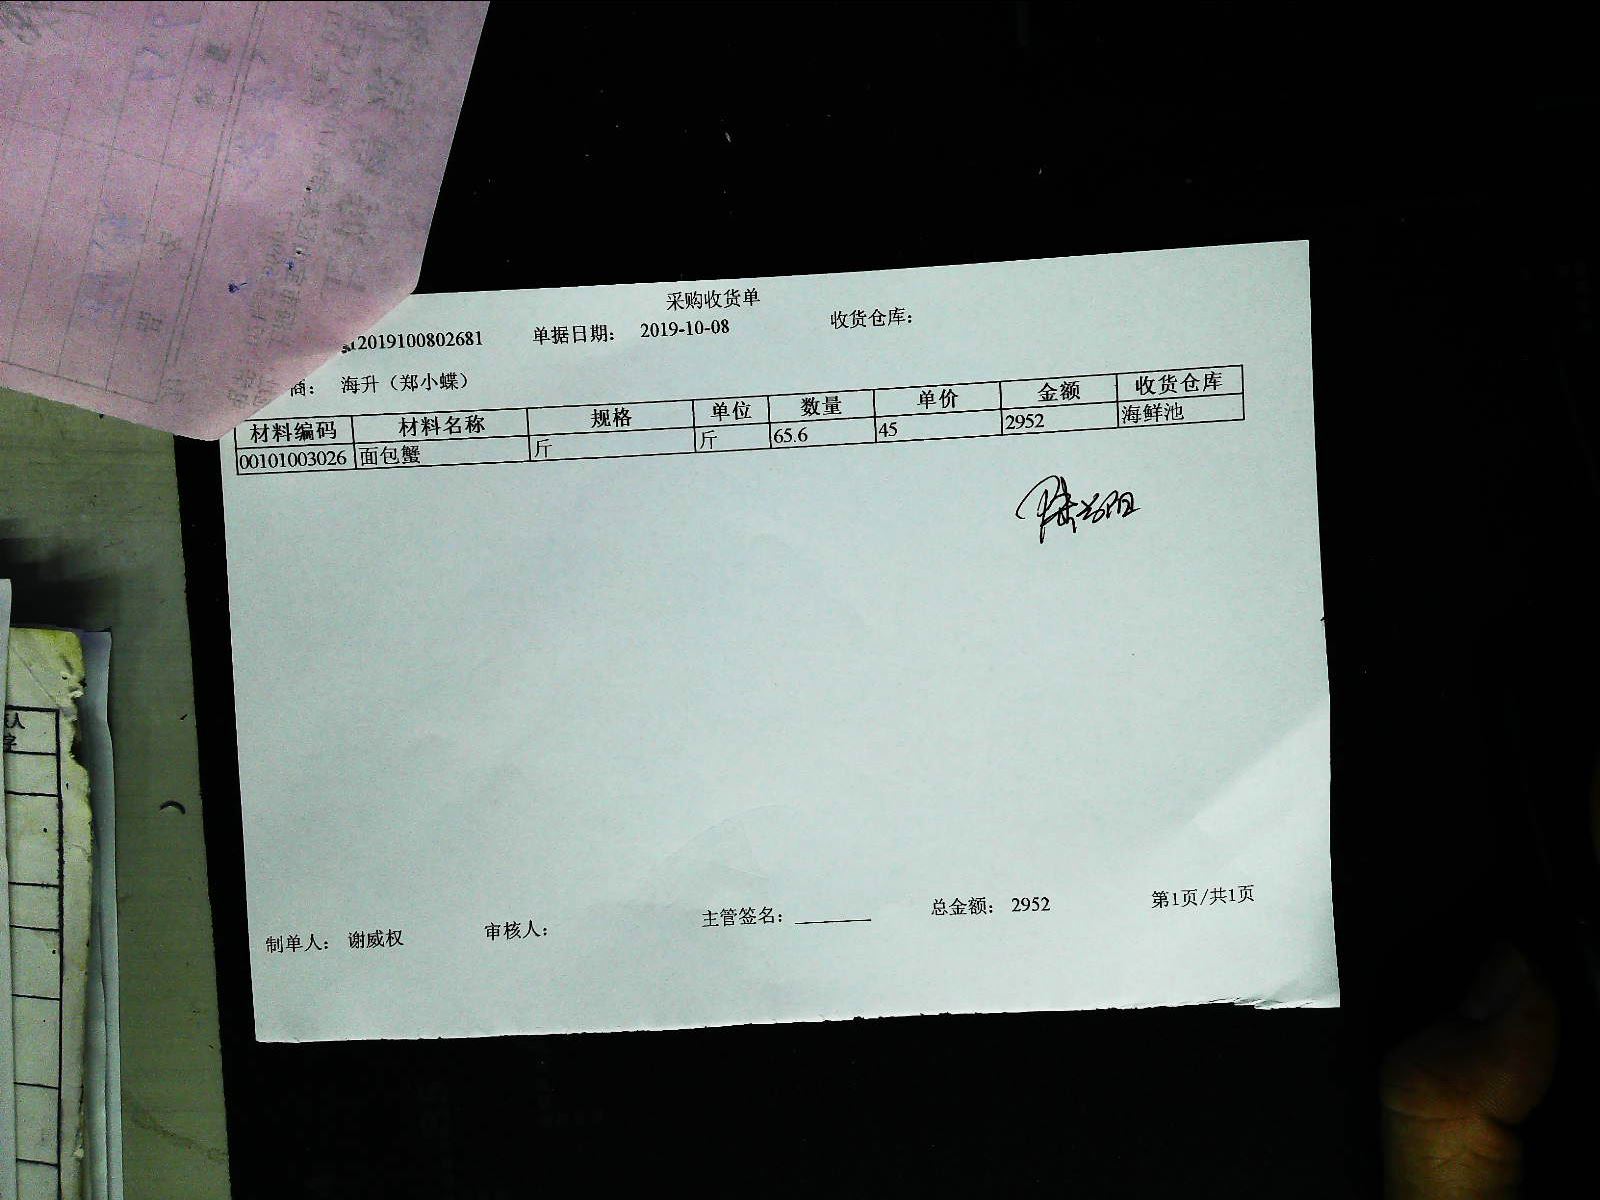 采购收货单
2019100802681 单据日期: 2019-10-08 收货仓库:
商: 海升（郑小蝶）
材料编码 材料名称 规格 单位 数量 单价 金额 收货仓库
00101003026 面包蟹 斤 斤 65.6 45 2952 海鲜池
制单人: 谢威权 审核人: 主管签名: 总金额: 2952 第1页/共1页